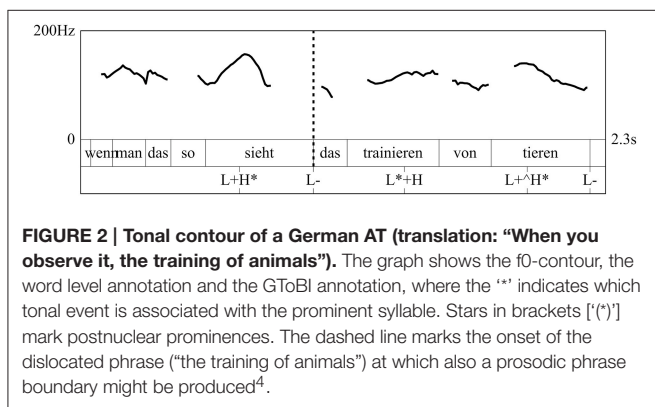 200Hz
0
2.3s
wenn man das so sieht das trainieren von tieren
L+H* L- L*+H L+^H* L-
FIGURE 2 | Tonal contour of a German AT (translation: “When you
observe it, the training of animals”). The graph shows the f0-contour, the
word level annotation and the GToBI annotation, where the ‘*’ indicates which
tonal event is associated with the prominent syllable. Stars in brackets [‘(*)’]
mark postnuclear prominences. The dashed line marks the onset of the
dislocated phrase (“the training of animals”) at which also a prosodic phrase
boundary might be produced4.